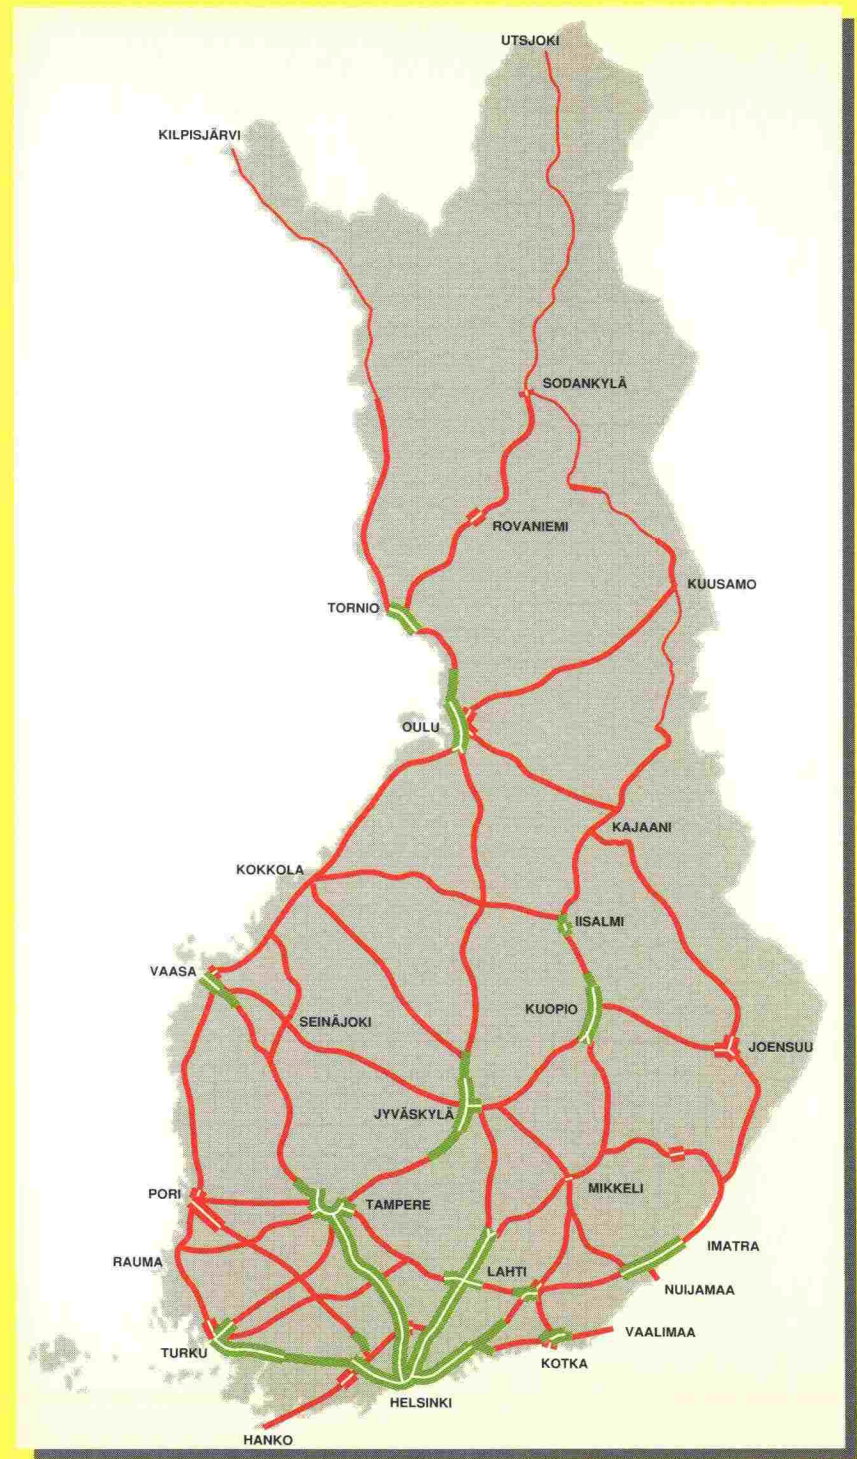 UTSJOKI
KILPISJÄRVI
SODANKYLÄ
ROVANIEMI
KUUSAMO
TORNIO
OULU
KAJAANI
KOKKOLA
IISALMI
VAASA
KUOPIO
SEINÄJOKI
JOENSUU
JYVÄSKYLÄ
MIKKELI
PORI
TAMPERE
IMATRA
RAUMA
LAHTI
NUIJAMAA
VAALIMAA
TURKU
KOTKA
HELSINKI
HANKO